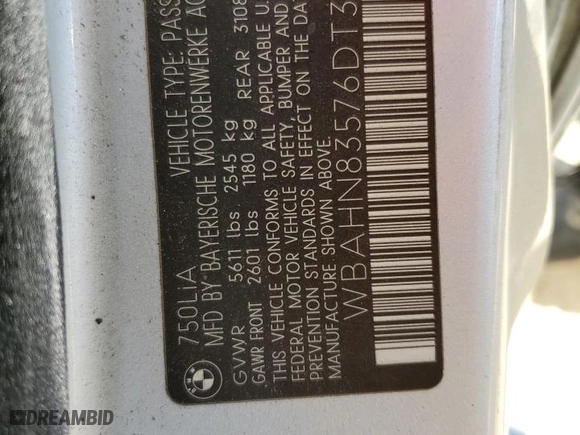 750LiA VEHICLE TYPE: PASS
MFD BY: BAYERISCHE MOTORENWERKE AG
GVWR 5611 lbs 2545 kg
GAWR FRONT 2601 lbs 1180 kg REAR 3108
THIS VEHICLE CONFORMS TO ALL APPLICABLE U.
FEDERAL MOTOR VEHICLE SAFETY, BUMPER AND
PREVENTION STANDARDS IN EFFECT ON THE DA
MANUFACTURE SHOWN ABOVE.
WBAHN83576DT3
DREAMBID